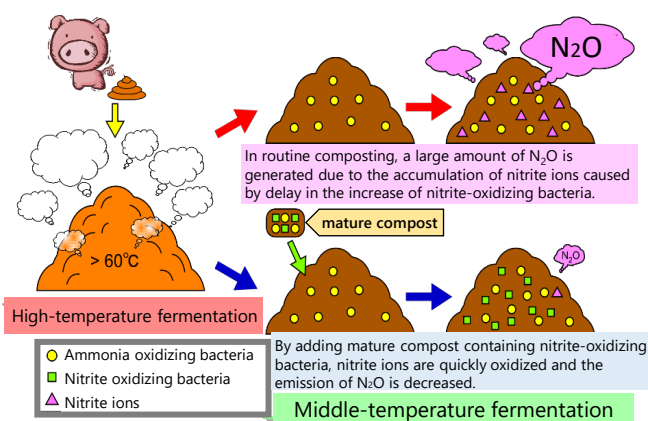 N₂O
In routine composting, a large amount of N₂O is
generated due to the accumulation of nitrite ions caused
by delay in the increase of nitrite-oxidizing bacteria.
mature compost
> 60℃
N₂O
High-temperature fermentation
By adding mature compost containing nitrite-oxidizing
bacteria, nitrite ions are quickly oxidized and the
emission of N₂O is decreased.
Ammonia oxidizing bacteria
Nitrite oxidizing bacteria
Nitrite ions
Middle-temperature fermentation